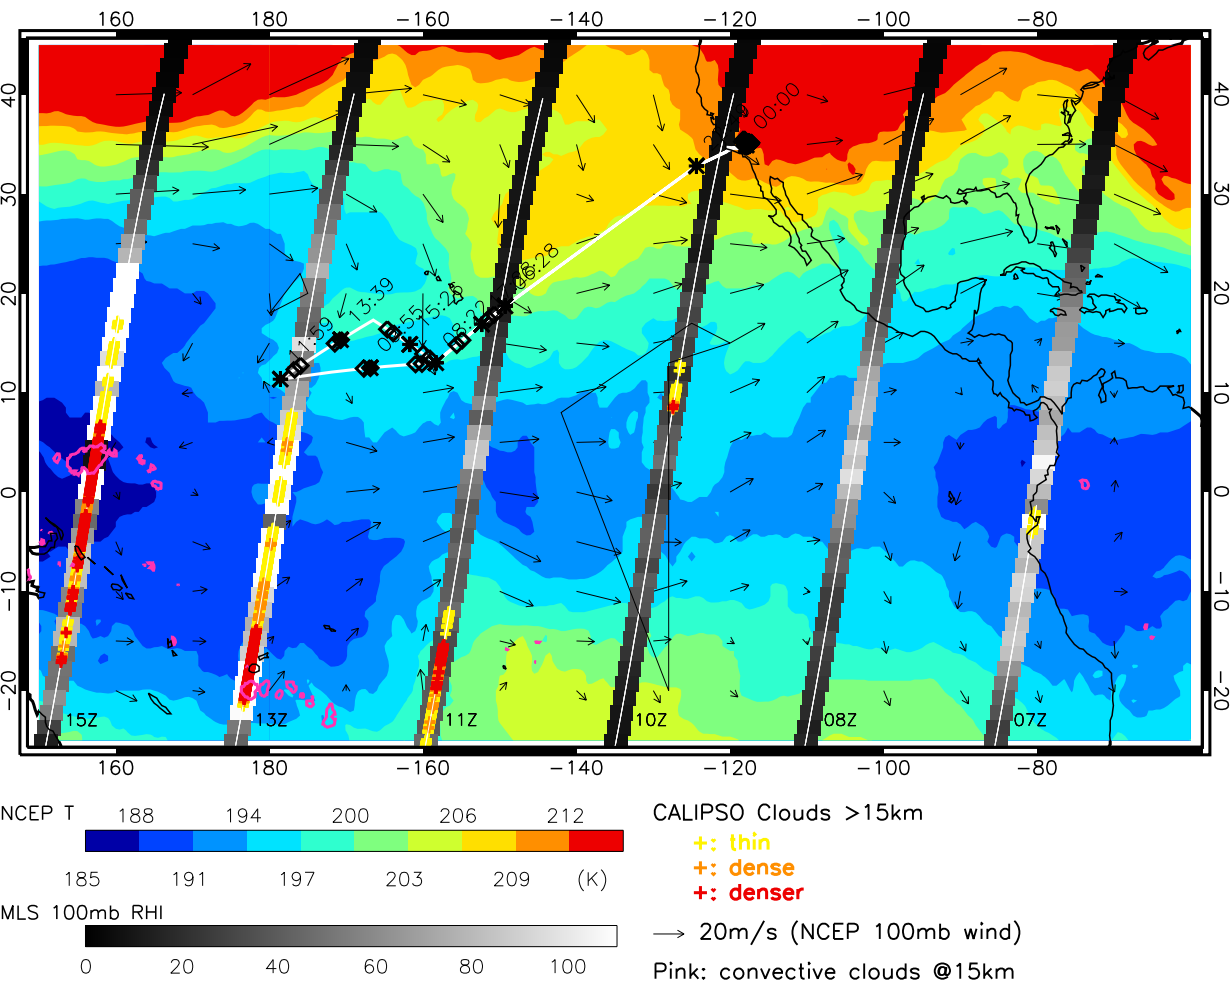 160 180 −160 −140 −120 −100 −80
40 40
30 30
20 20
10 10
0 0
−10 −10
−20 −20
00:00
13:39
08:22
15Z 13Z 11Z 10Z 08Z 07Z
160 180 −160 −140 −120 −100 −80
NCEP T 188 194 200 206 212
185 191 197 203 209 (K)
MLS 100mb RHI
0 20 40 60 80 100
CALIPSO Clouds >15km
+: thin
+: dense
+: denser
20m/s (NCEP 100mb wind)
Pink: convective clouds @15km